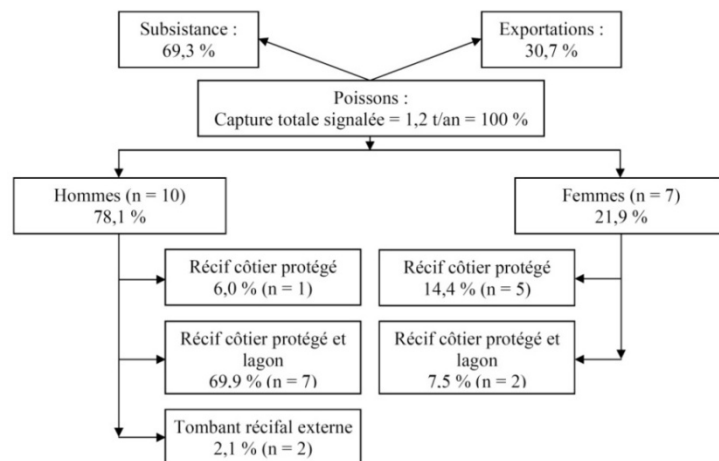 Subsistance :
69,3 %
Exportations :
30,7 %
Poissons :
Capture totale signalée = 1,2 t/an = 100 %
Hommes (n = 10)
78,1 %
Femmes (n = 7)
21,9 %
Récif côtier protégé
6,0 % (n = 1)
Récif côtier protégé
14,4 % (n = 5)
Récif côtier protégé et
lagon
69,9 % (n = 7)
Récif côtier protégé et
lagon
7,5 % (n = 2)
Tombant récifal externe
2,1 % (n = 2)